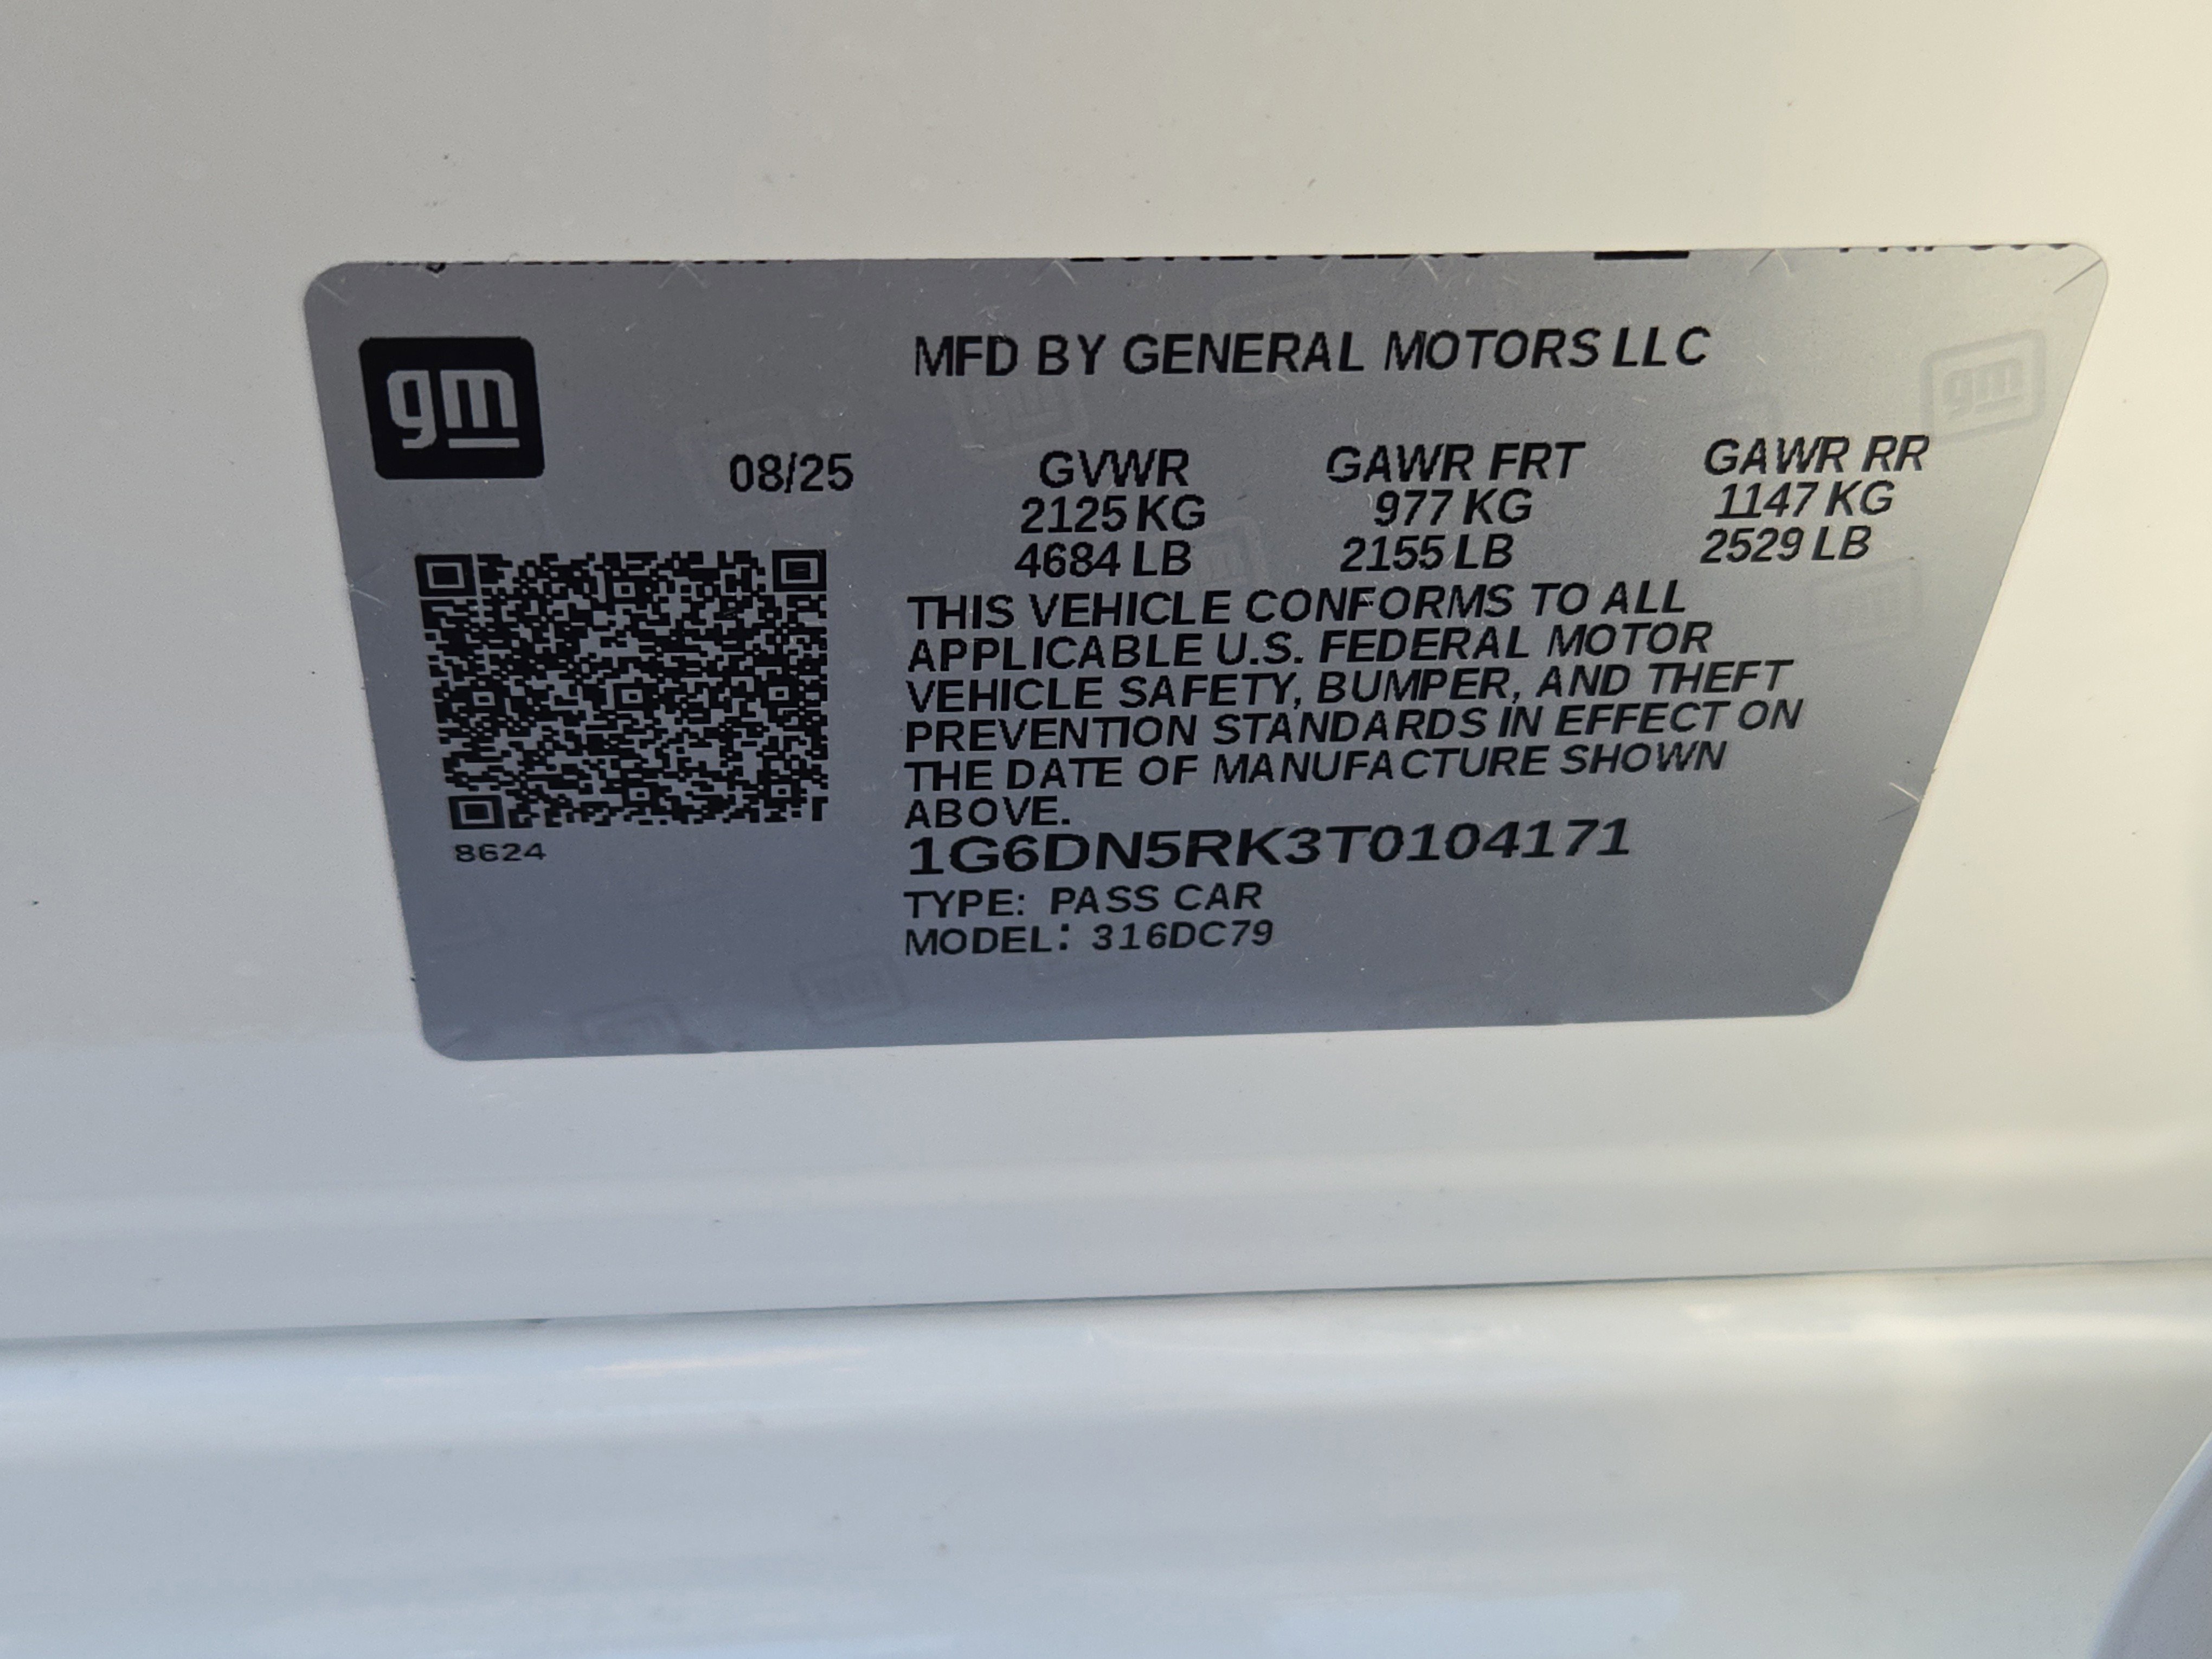 gm
MFD BY GENERAL MOTORS LLC
08/25 GVWR GAWR FRT GAWR RR
2125 KG 977 KG 1147 KG
4684 LB 2155 LB 2529 LB
THIS VEHICLE CONFORMS TO ALL
APPLICABLE U.S. FEDERAL MOTOR
VEHICLE SAFETY, BUMPER, AND THEFT
PREVENTION STANDARDS IN EFFECT ON
THE DATE OF MANUFACTURE SHOWN
ABOVE.
8624
1G6DN5RK3T0104171
TYPE: PASS CAR
MODEL: 316DC79